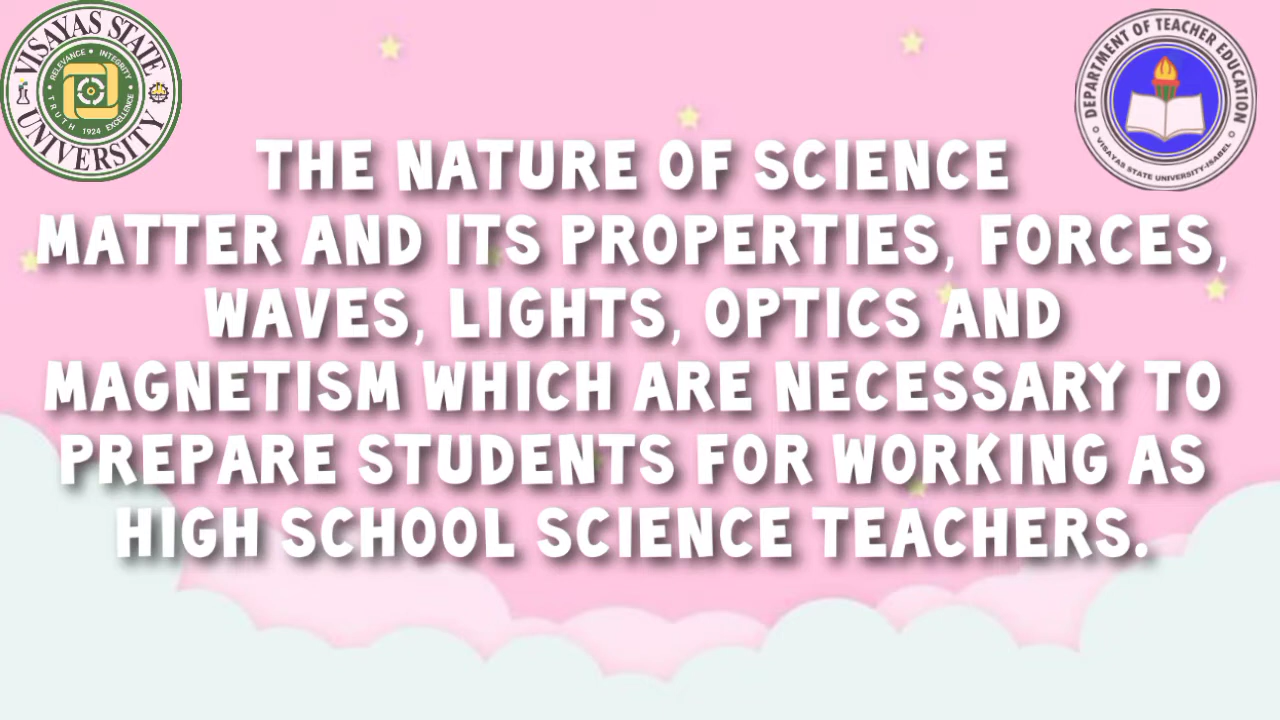 VISAYAS STATE UNIVERSITY
RELEVANCE • INTEGRITY
TRUTH • 1924 • EXCELLENCE
DEPARTMENT OF TEACHER EDUCATION
VISAYAS STATE UNIVERSITY-ISABEL
THE NATURE OF SCIENCE
MATTER AND ITS PROPERTIES, FORCES,
WAVES, LIGHTS, OPTICS AND
MAGNETISM WHICH ARE NECESSARY TO
PREPARE STUDENTS FOR WORKING AS
HIGH SCHOOL SCIENCE TEACHERS.